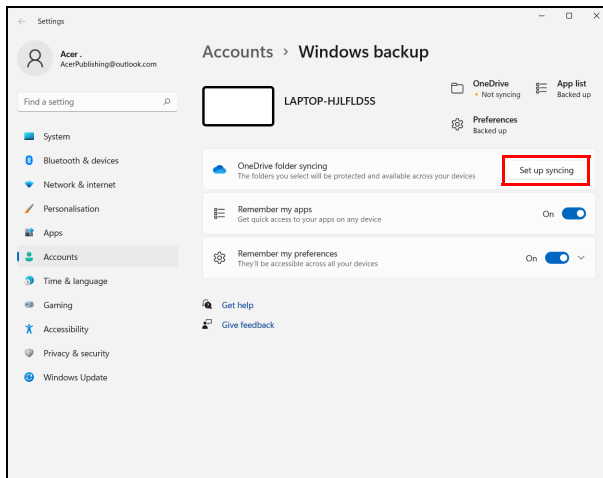 Settings
Acer .
AcerPublishing@outlook.com
Find a setting
System
Bluetooth & devices
Network & internet
Personalisation
Apps
Accounts
Time & language
Gaming
Accessibility
Privacy & security
Windows Update
Accounts > Windows backup
LAPTOP-HJLFLD5S
OneDrive
• Not syncing
App list
Backed up
Preferences
Backed up
OneDrive folder syncing
The folders you select will be protected and available across your devices
Set up syncing
Remember my apps
Get quick access to your apps on any device
On
Remember my preferences
They'll be accessible across all your devices
On
Get help
Give feedback